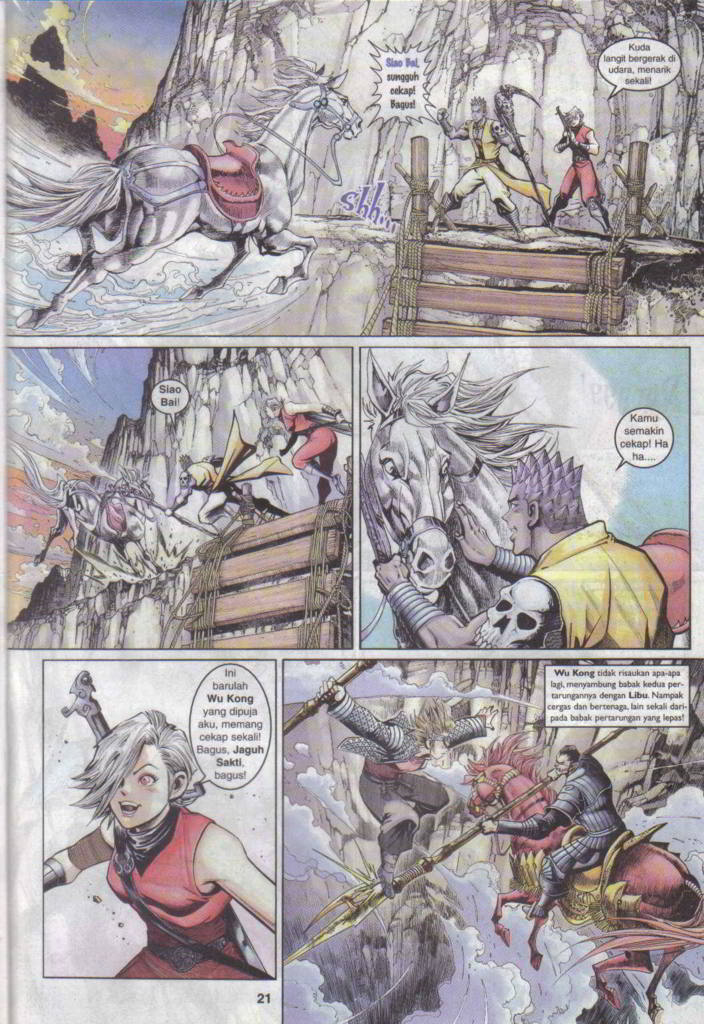 Siao Bai,
sungguh
cekap!
Bagus!
Kuda
langit bergerak di
udara, menarik
sekali!
shhh...
Siao
Bai!
Kamu
semakin
cekap! Ha
ha....
Ini
barulah
Wu Kong
yang dipuja
aku, memang
cekap sekali!
Bagus, Jaguh
Sakti,
bagus!
Wu Kong tidak risaukan apa-apa
lagi, menyambung babak kedua per-
tarungannya dengan Libu. Nampak
cergas dan bertenaga, lain sekali dari-
pada babak pertarungan yang lepas!
21